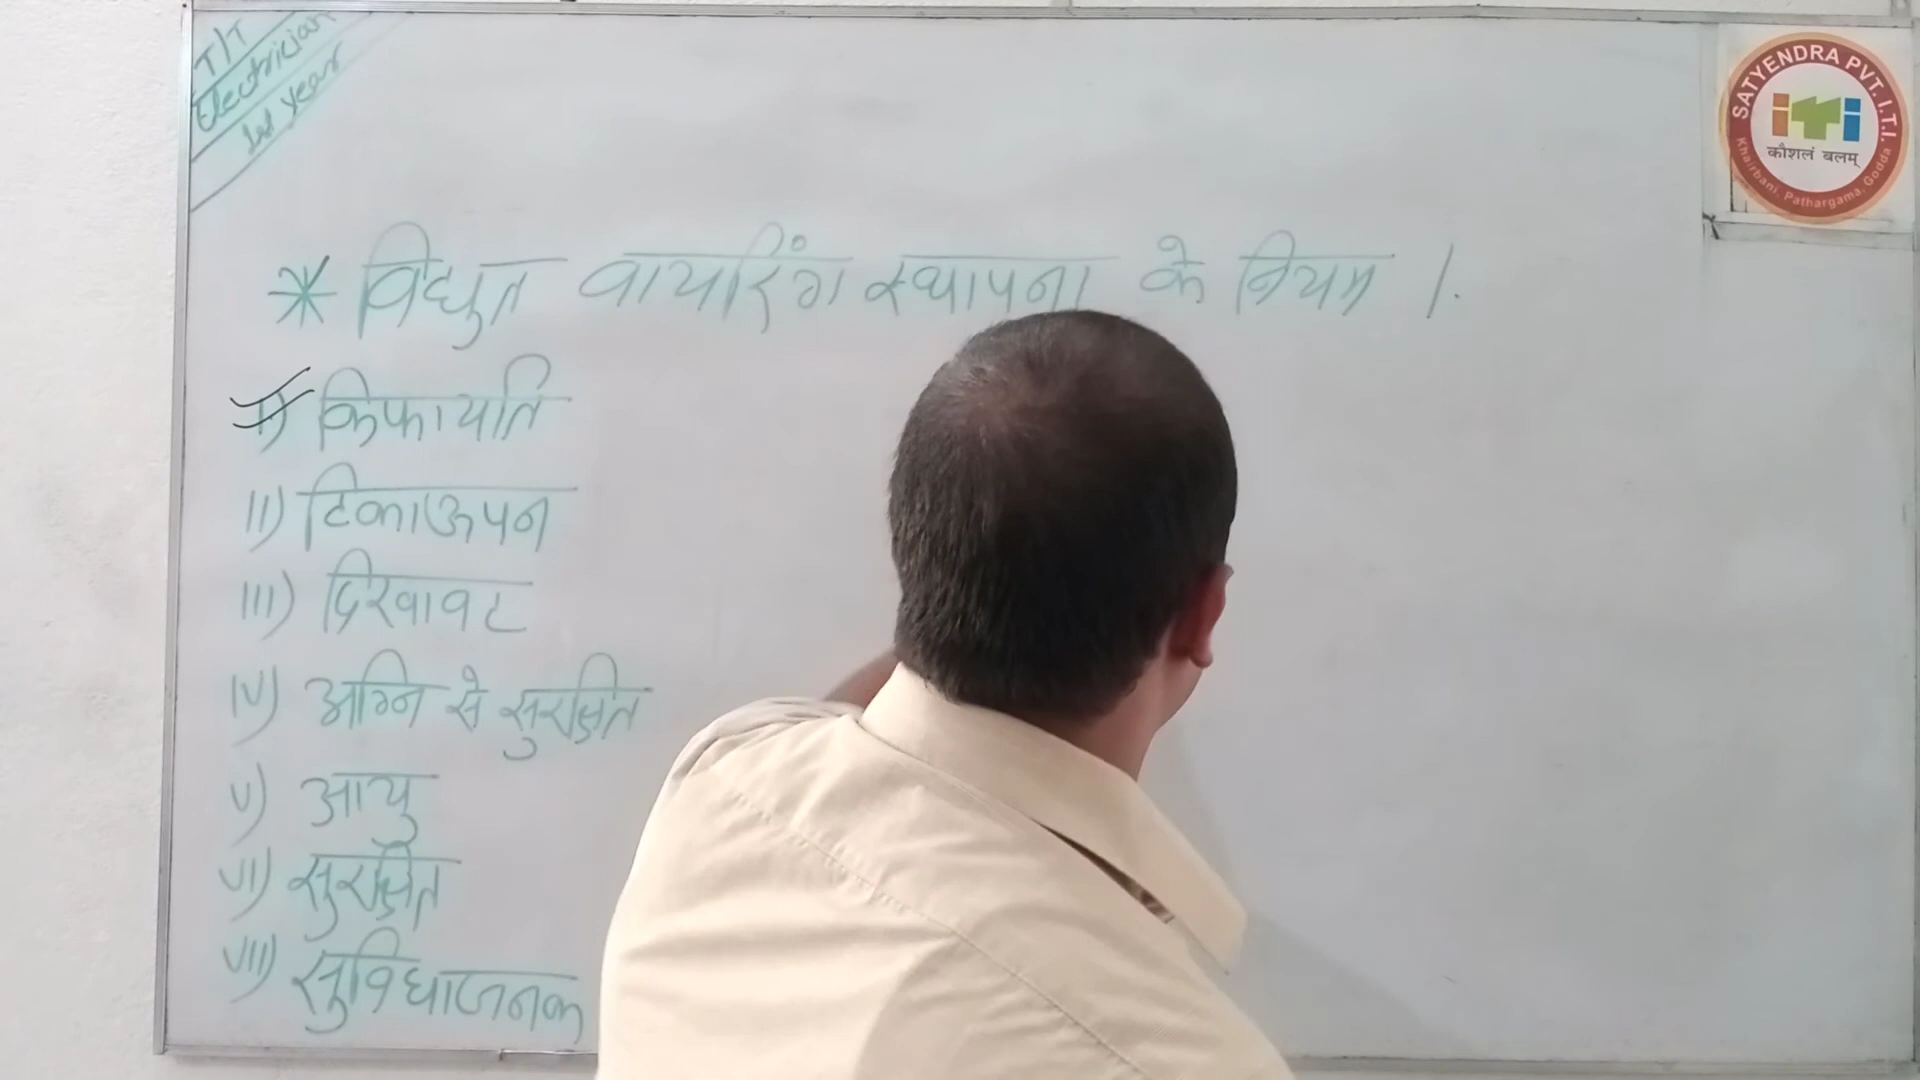 T/T
Electrician
1st year
SATYENDRA PVT. I.T.I.
iTi
कौशलं बलम्
Khairbani, Pathargama, Godda
* विधुत वायरिंग स्थापना के नियम ।.
I) किफायति
II) टिकाऊपन
III) दिखावट
IV) अग्नि से सुरक्षित
V) आयु
VI) सुरक्षित
VII) सुविधाजनक